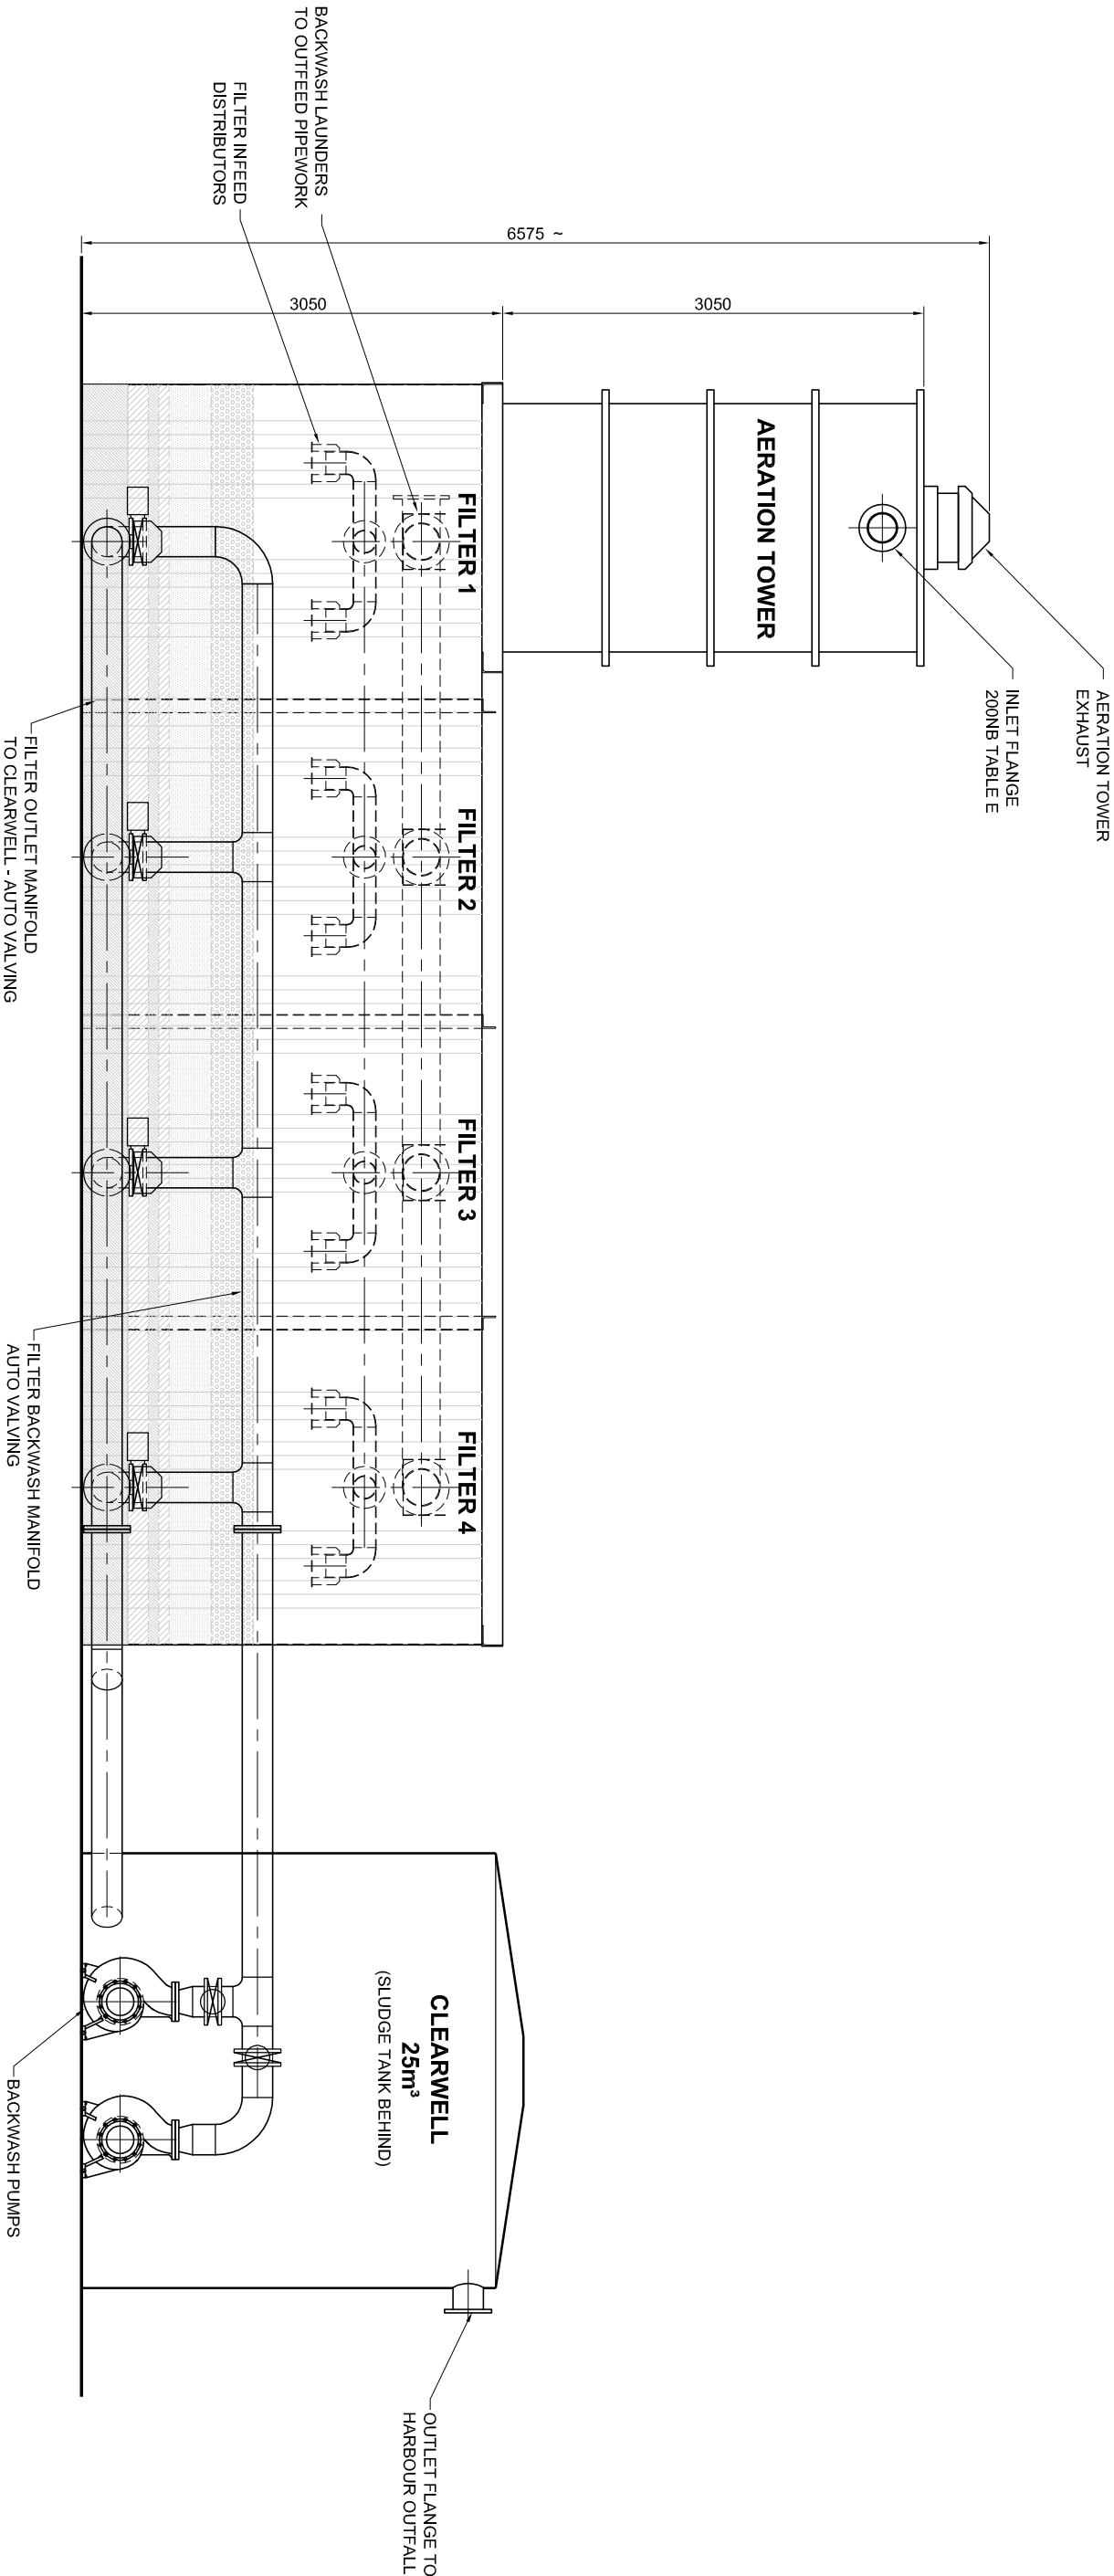 AERATION TOWER
EXHAUST
INLET FLANGE
200NB TABLE E
6575 ~
3050
3050
AERATION TOWER
BACKWASH LAUNDERS
TO OUTFEED PIPEWORK
FILTER INFEED
DISTRIBUTORS
FILTER 1
FILTER 2
FILTER 3
FILTER 4
CLEARWELL
25m³
(SLUDGE TANK BEHIND)
OUTLET FLANGE TO
HARBOUR OUTFALL
FILTER OUTLET MANIFOLD
TO CLEARWELL - AUTO VALVING
FILTER BACKWASH MANIFOLD
AUTO VALVING
BACKWASH PUMPS